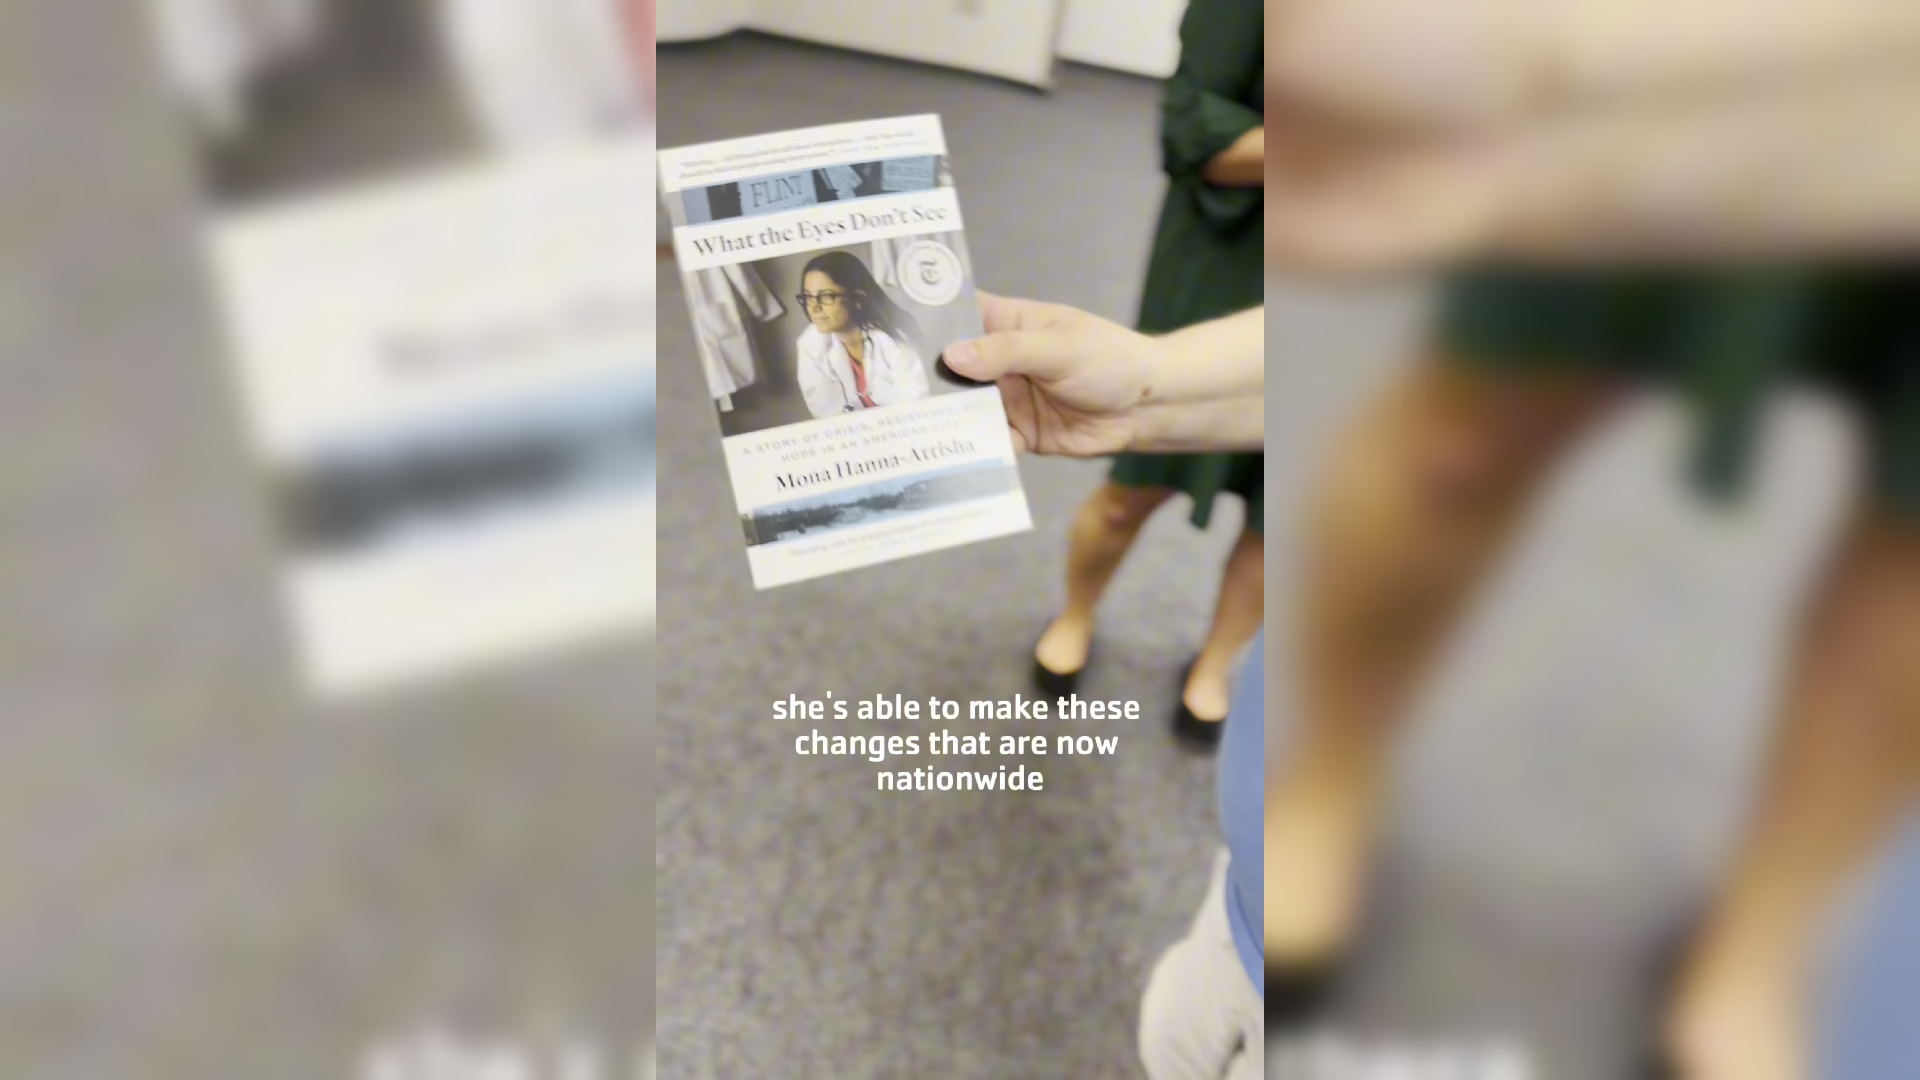 FLINT
What the Eyes Don't See
T
A STORY OF CRISIS, RESISTANCE, AND
HOPE IN AN AMERICAN CITY
Mona Hanna-Attisha
she's able to make these
changes that are now
nationwide